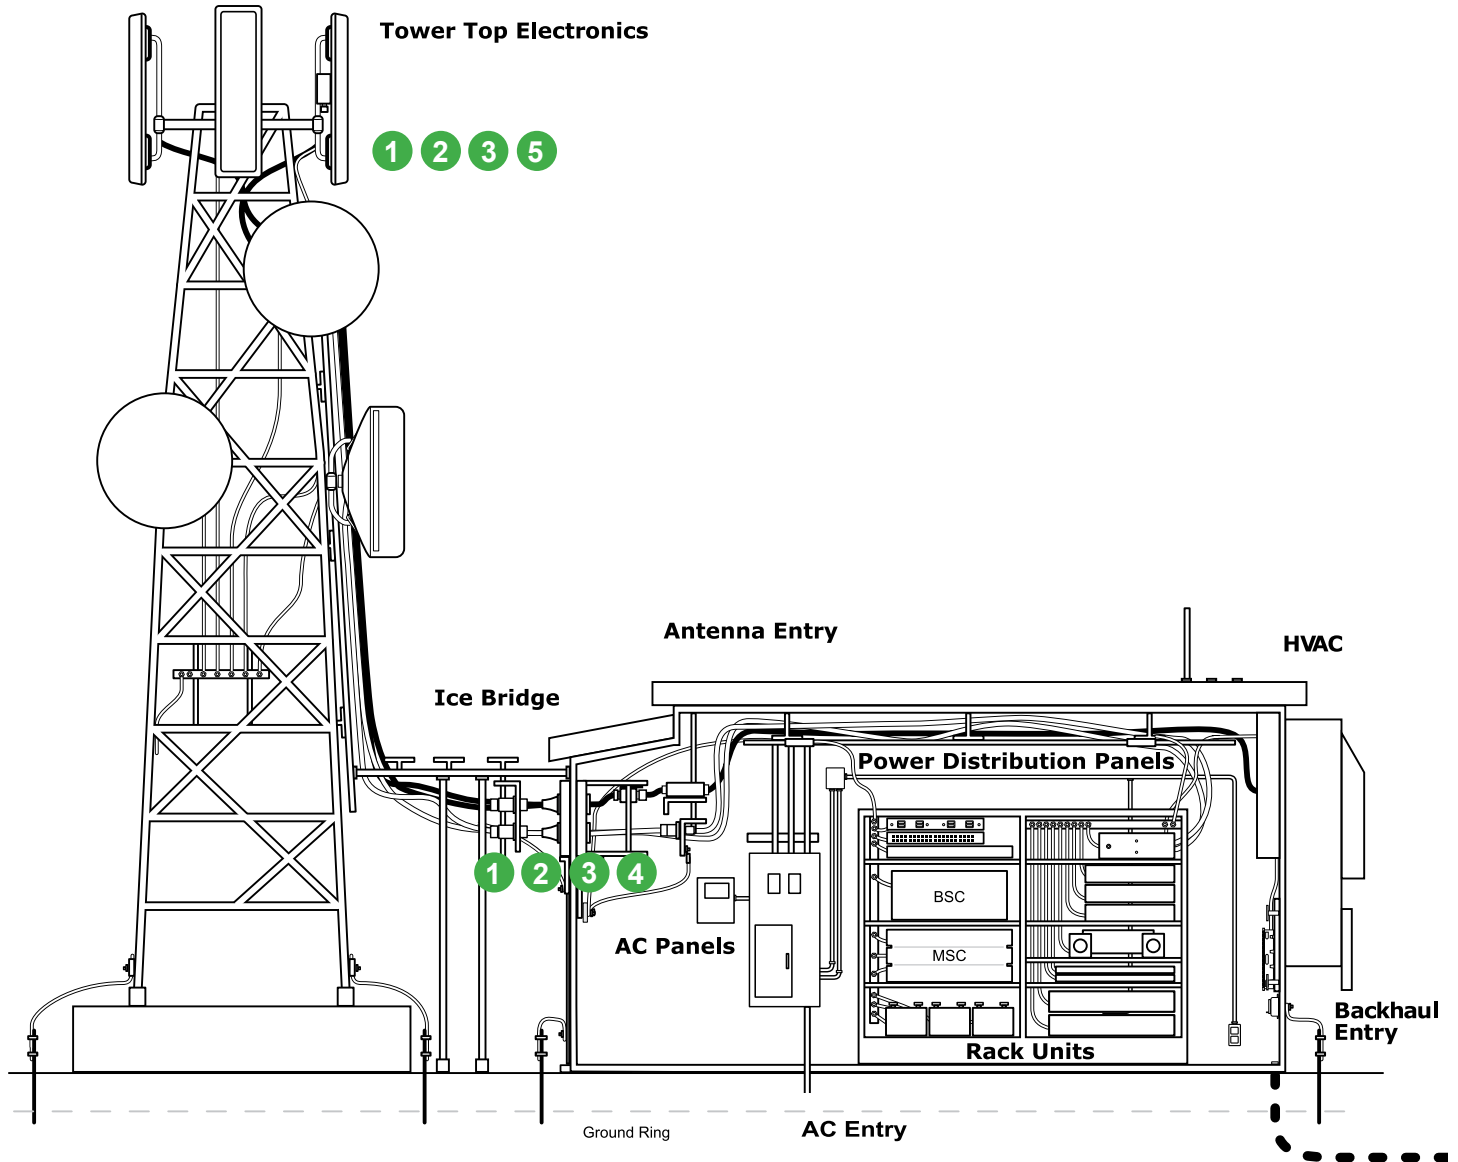 Tower Top Electronics
1 2 3 5
Antenna Entry
HVAC
Ice Bridge
Power Distribution Panels
1 2 3 4
BSC
AC Panels
MSC
Backhaul
Entry
Rack Units
AC Entry
Ground Ring